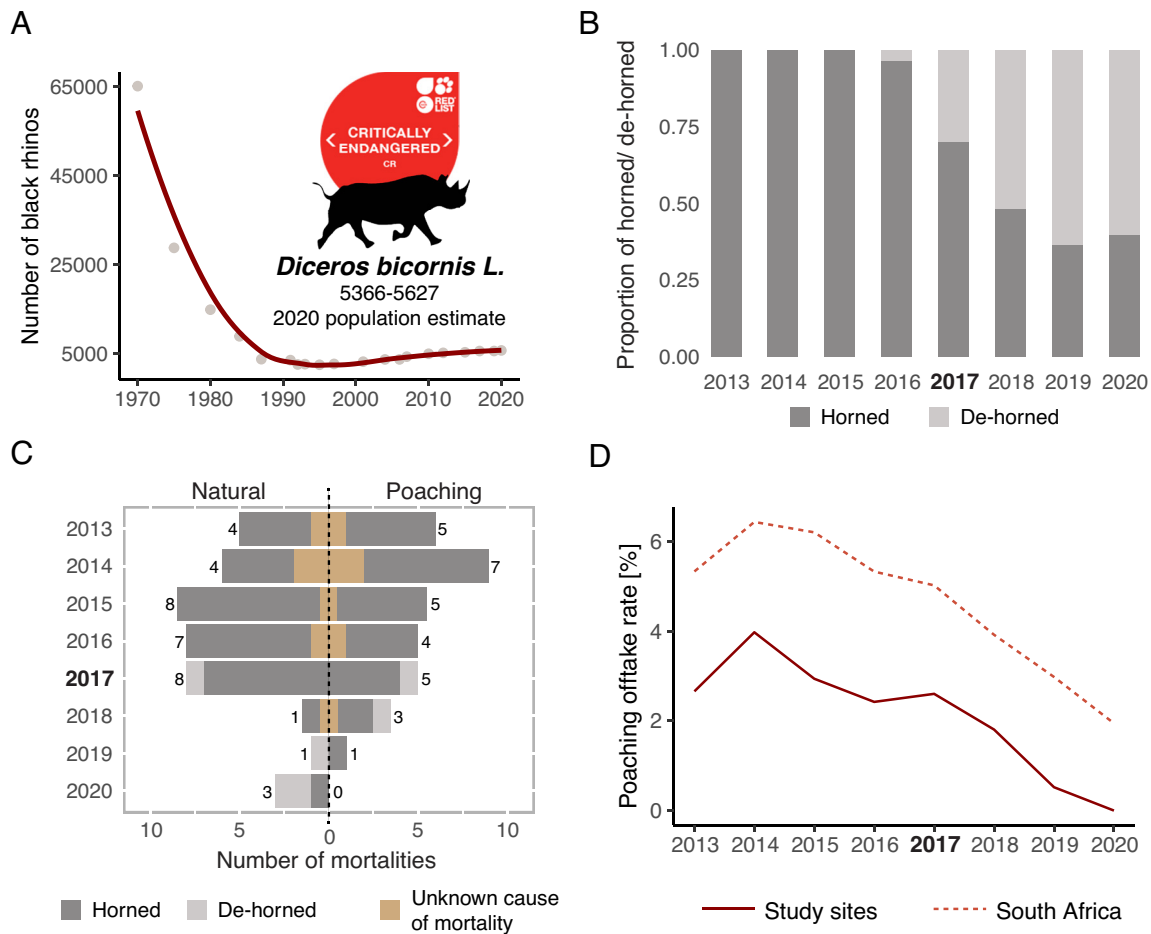 A
Number of black rhinos
65000
45000
25000
5000
1970 1980 1990 2000 2010 2020
RED
LIST
CRITICALLY
ENDANGERED
CR
Diceros bicornis L.
5366-5627
2020 population estimate
B
Proportion of horned/ de-horned
1.00
0.75
0.50
0.25
0.00
2013 2014 2015 2016 2017 2018 2019 2020
Horned De-horned
C
Natural Poaching
2013 4 5
2014 4 7
2015 8 5
2016 7 4
2017 8 5
2018 1 3
2019 1 1
2020 3 0
10 5 0 5 10
Number of mortalities
Horned De-horned Unknown cause
of mortality
D
Poaching offtake rate [%]
6
4
2
0
2013 2014 2015 2016 2017 2018 2019 2020
Study sites South Africa